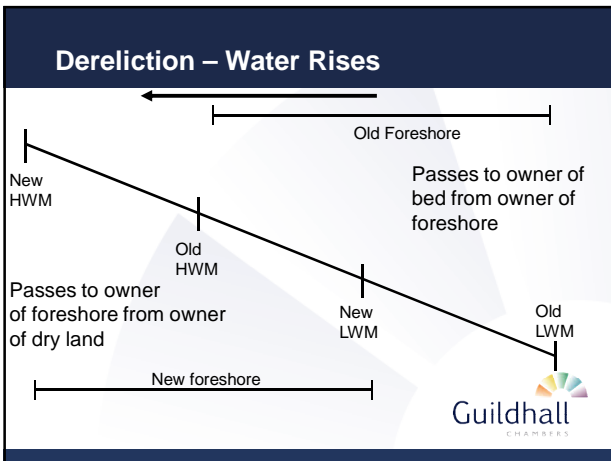 Dereliction – Water Rises
Old Foreshore
New
HWM
Passes to owner of
bed from owner of
foreshore
Old
HWM
Passes to owner
of foreshore from owner
of dry land
New
LWM
Old
LWM
New foreshore
Guildhall
CHAMBERS